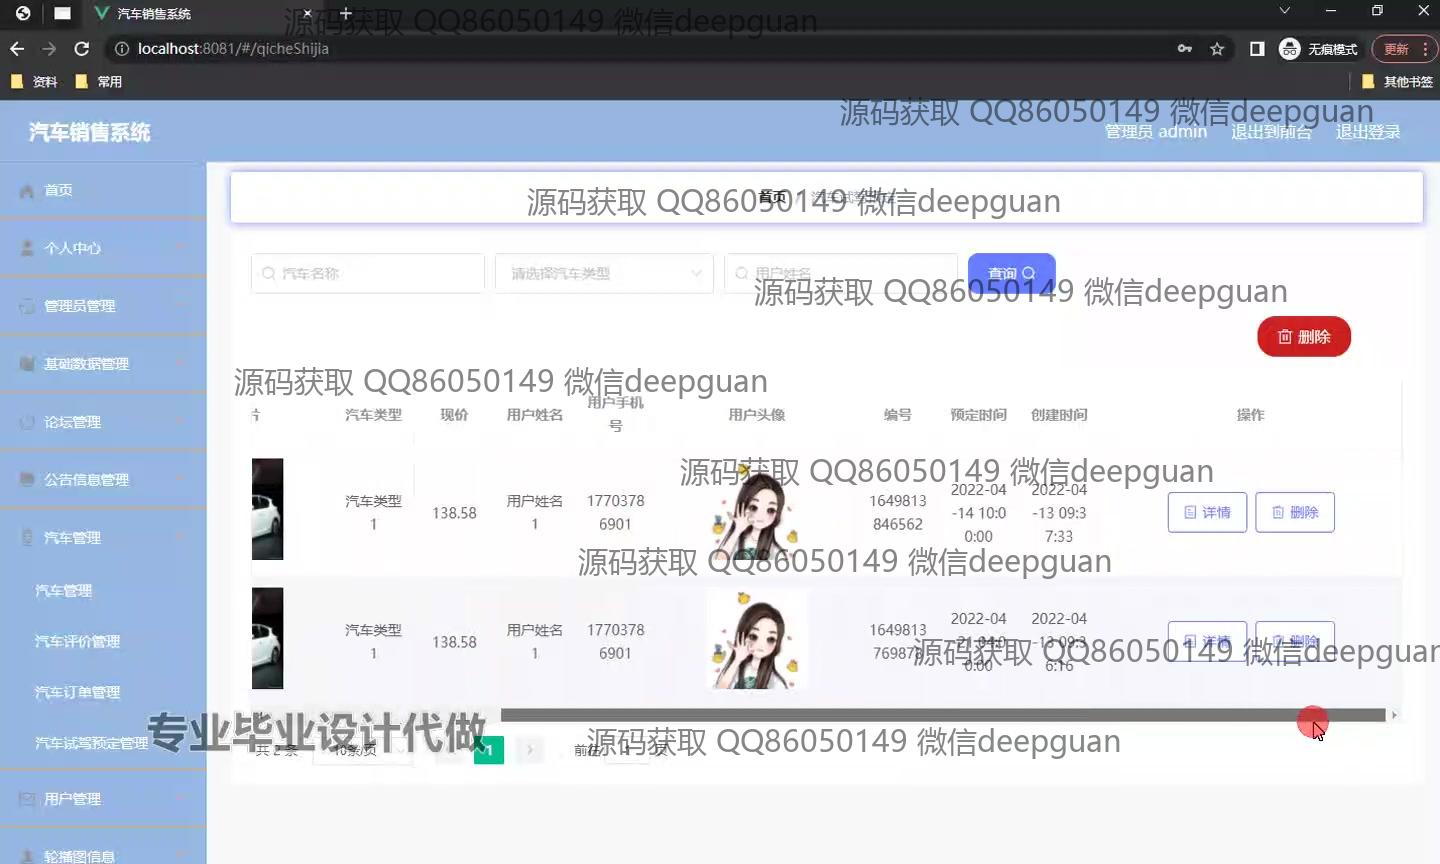 汽车销售系统
源码获取 QQ86050149 微信deepguan
localhost:8081/#/qicheShijia
无痕模式
更新
资料
常用
其他书签
源码获取 QQ86050149 微信deepguan
汽车销售系统
管理员 admin
退出到前台
退出登录
首页
首页
源码获取 QQ86050149 微信deepguan
个人中心
汽车名称
请选择汽车类型
用户姓名
查询
源码获取 QQ86050149 微信deepguan
管理员管理
删除
基础数据管理
源码获取 QQ86050149 微信deepguan
论坛管理
片
汽车类型
现价
用户姓名
用户手机
号
用户头像
编号
预定时间
创建时间
操作
源码获取 QQ86050149 微信deepguan
公告信息管理
汽车类型
1
138.58
用户姓名
1
1770378
6901
1649813
846562
2022-04
-14 10:0
0:00
2022-04
-13 09:3
7:33
详情
删除
汽车管理
源码获取 QQ86050149 微信deepguan
汽车管理
汽车类型
1
138.58
用户姓名
1
1770378
6901
1649813
769878
2022-04
-21 04:0
0:00
2022-04
-13 09:3
6:16
详情
删除
源码获取 QQ86050149 微信deepguan
汽车评价管理
汽车订单管理
汽车试驾预定管理
专业毕业设计代做
共 2 条
10条/页
1
前往
1
页
源码获取 QQ86050149 微信deepguan
用户管理
轮播图信息